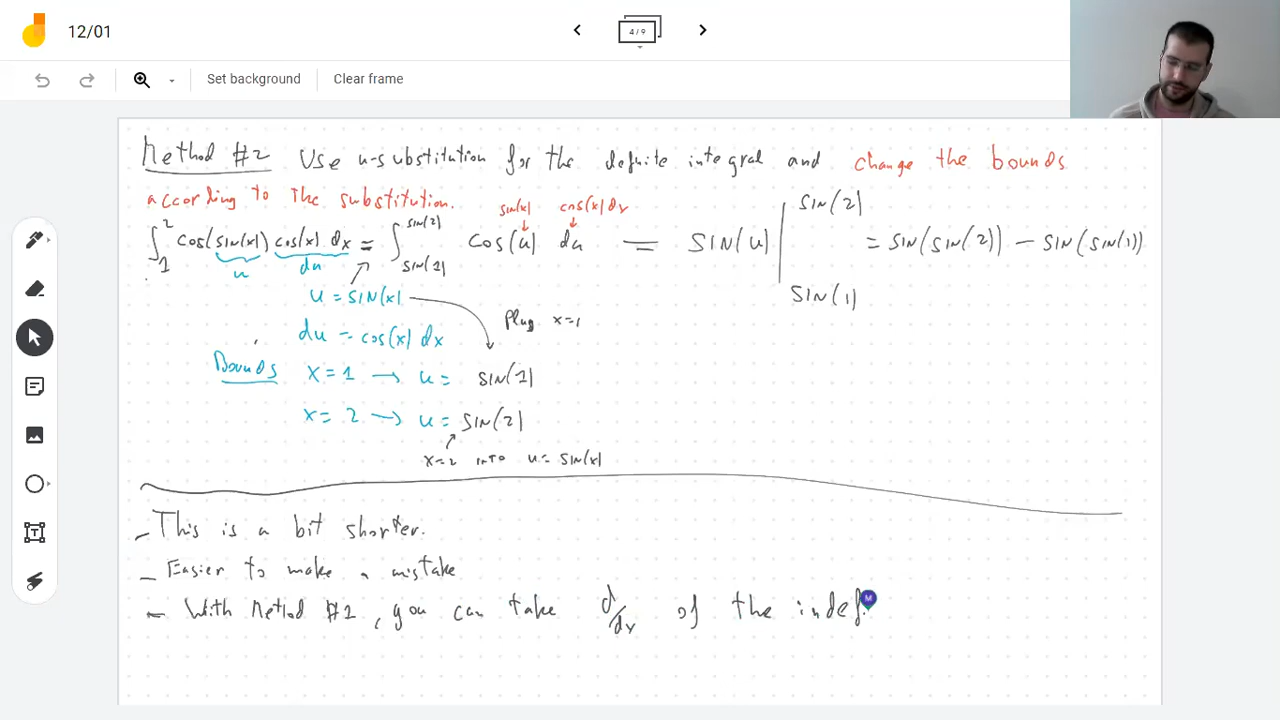 12/01
4/9
Set background
Clear frame
Method #2 Use u-substitution for the definite integral and change the bounds
according to the substitution.
sin(x) cos(x) dx
∫₁² cos(sin(x)) cos(x) dx = ∫_{sin(1)}^{sin(2)} cos(u) du = sin(u) |_{sin(1)}^{sin(2)} = sin(sin(2)) - sin(sin(1))
u du
u = sin(x)
Plug x=1
du = cos(x) dx
Bounds x = 1 → u = sin(1)
x = 2 → u = sin(2)
x=2 into u = sin(x)
- This is a bit shorter.
- Easier to make a mistake
- With Method #1, you can take d/dx of the indef
M